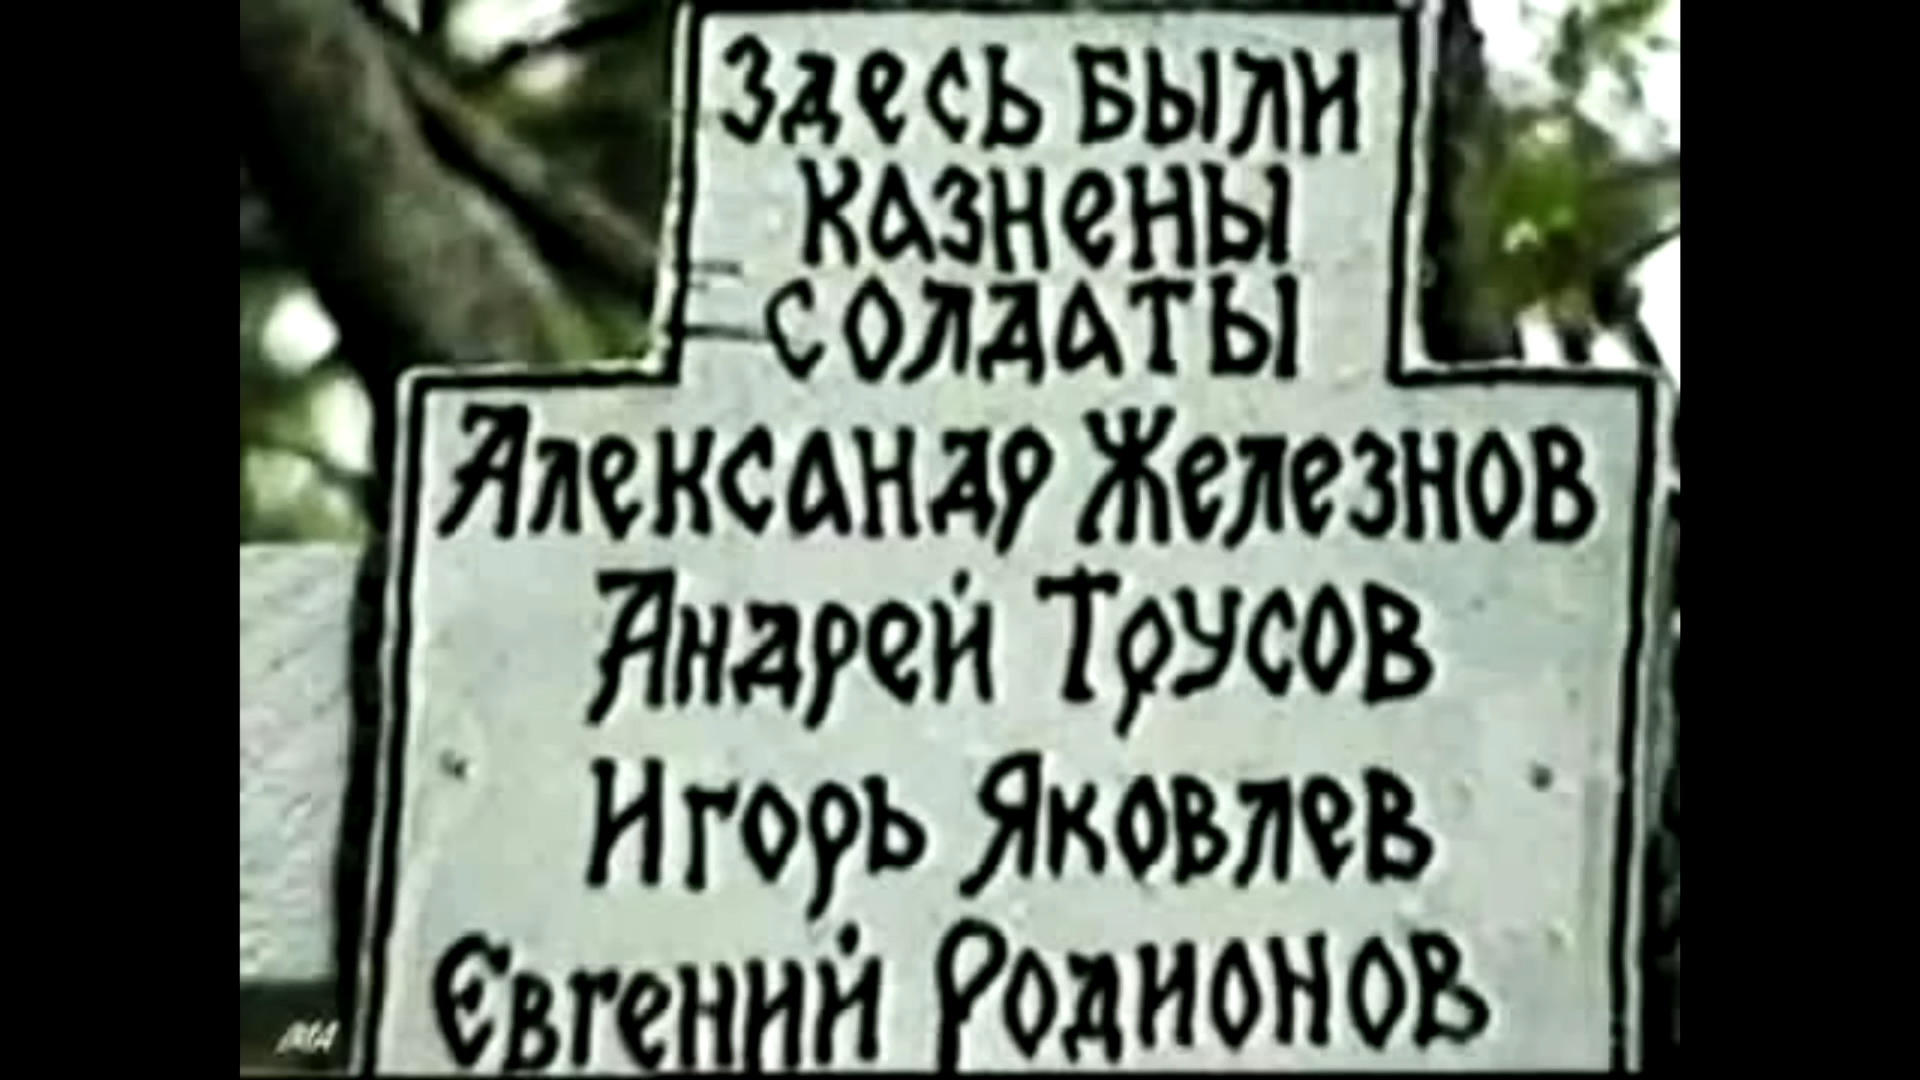 Здесь были
казнены
солдаты
Александр Железнов
Андрей Трусов
Игорь Яковлев
Евгений Родионов